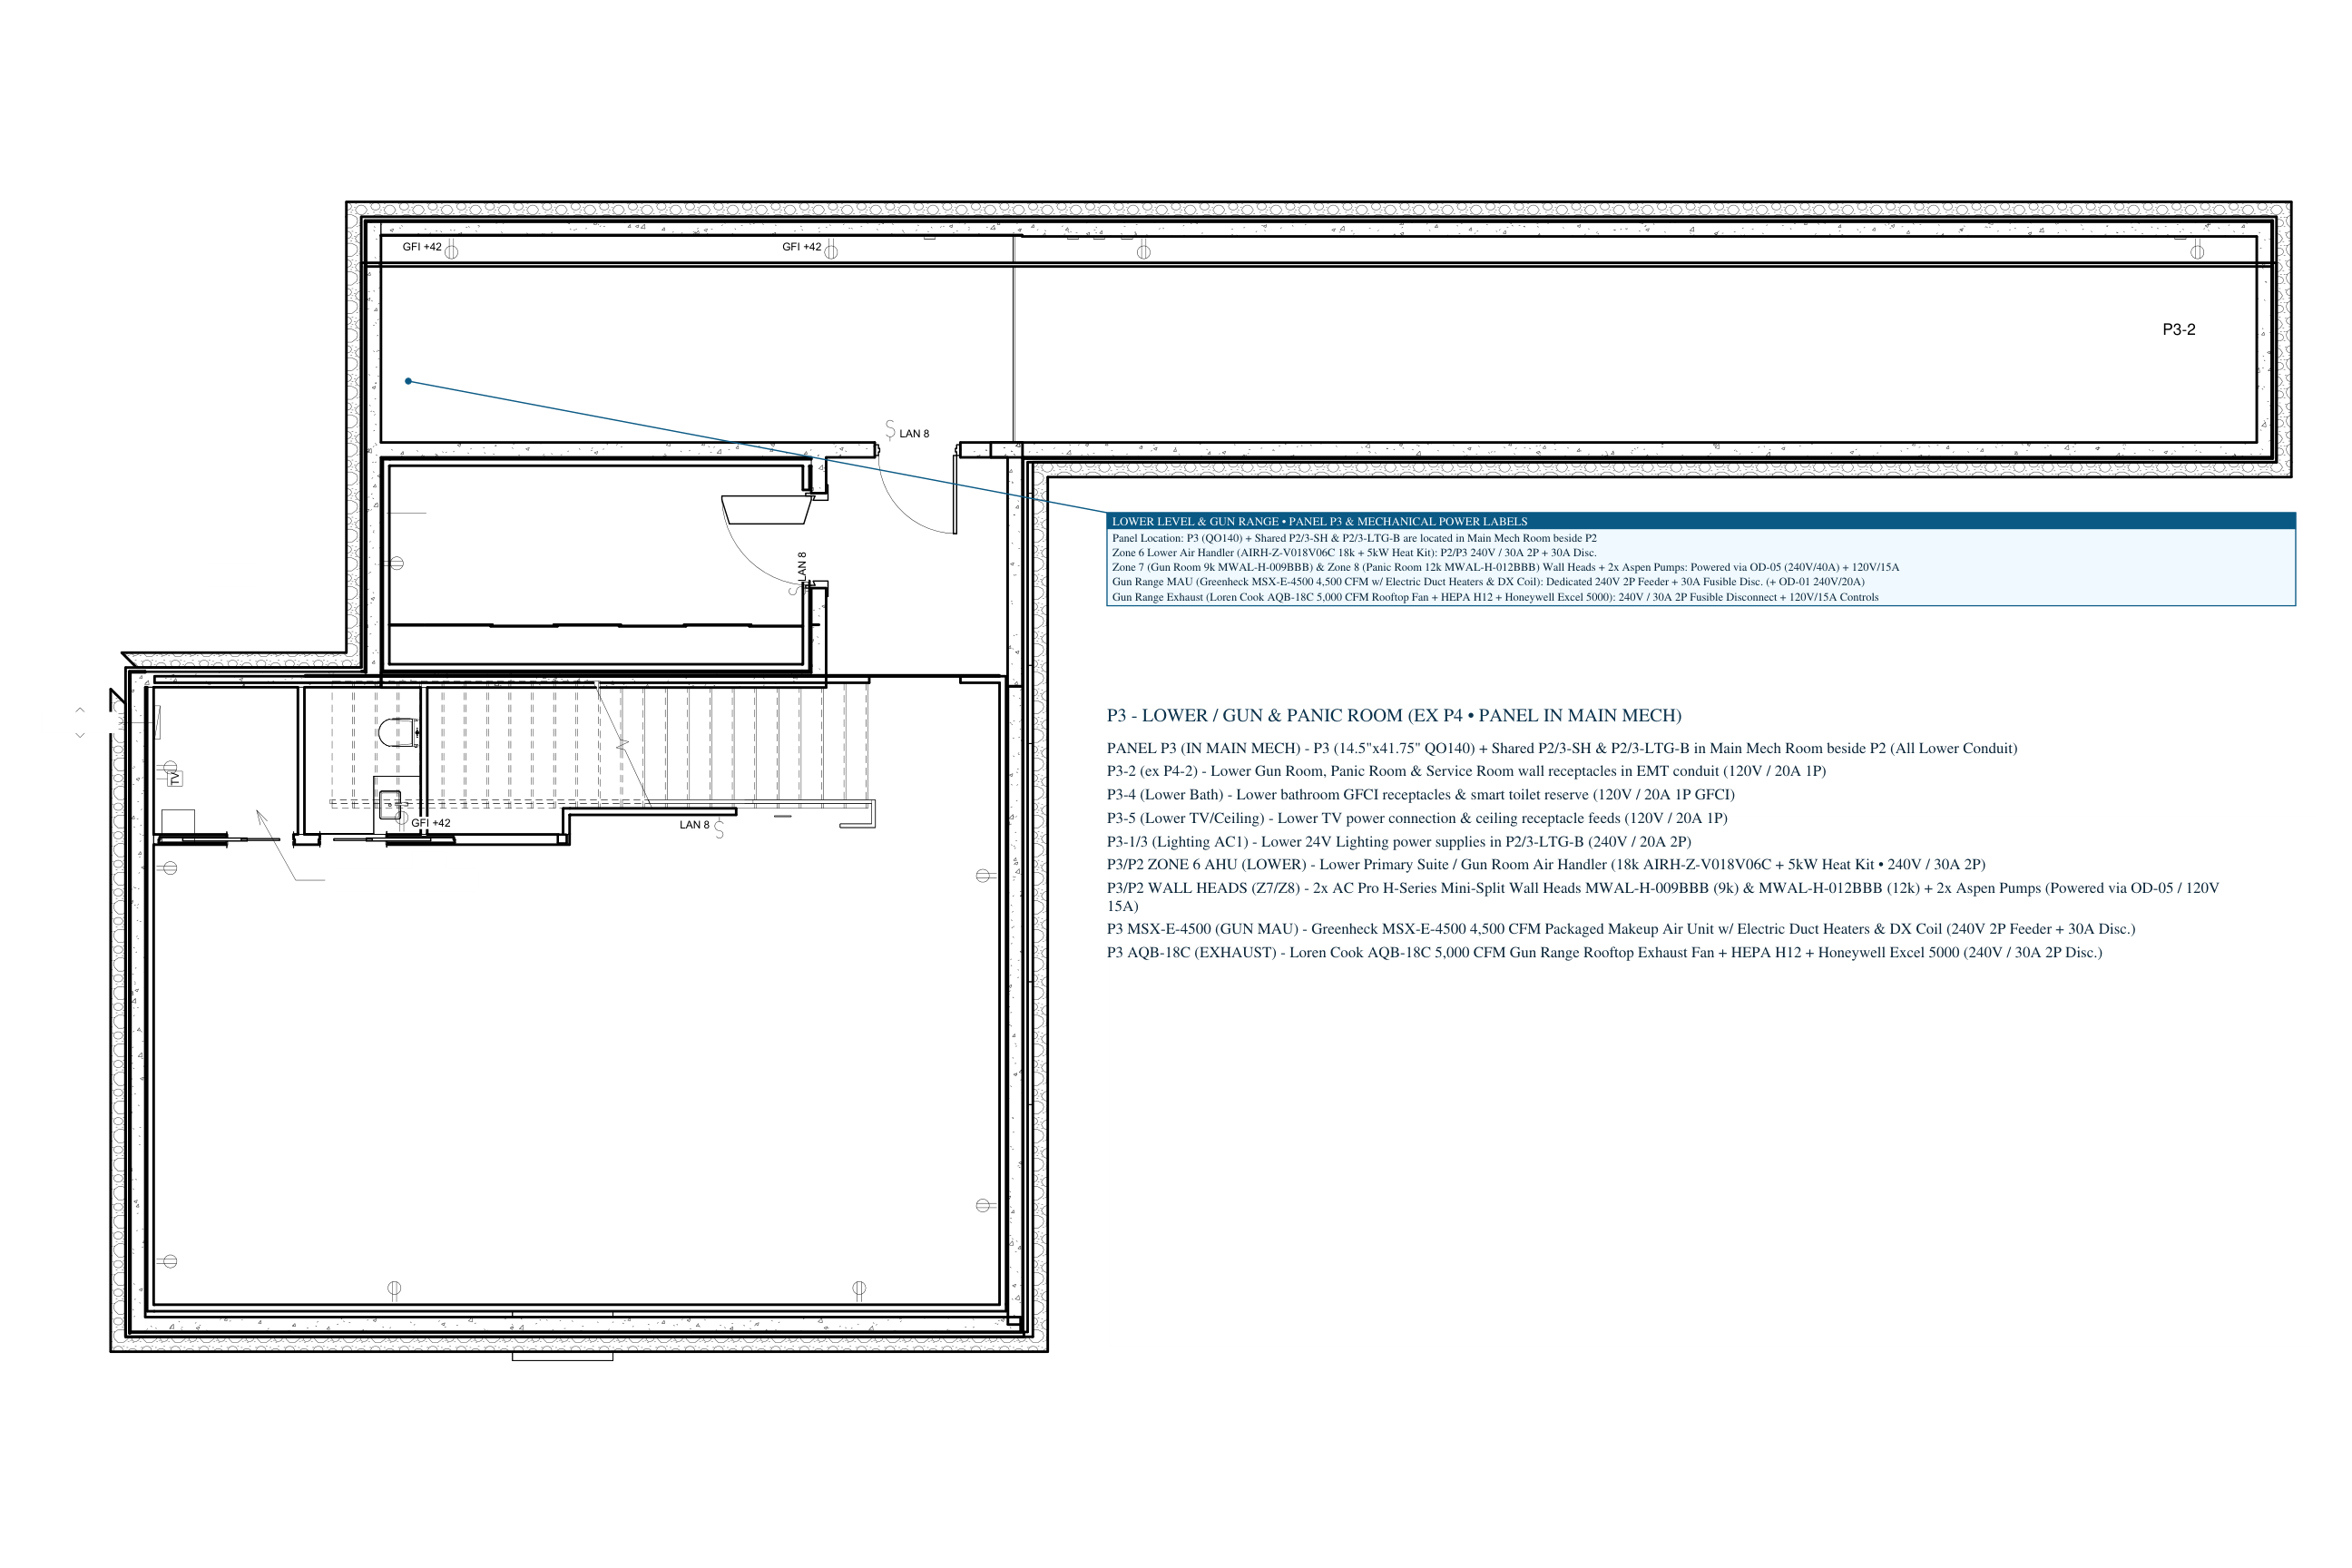 GFI +42
GFI +42
P3-2
LAN 8
LAN 8
LOWER LEVEL & GUN RANGE • PANEL P3 & MECHANICAL POWER LABELS
Panel Location: P3 (QO140) + Shared P2/3-SH & P2/3-LTG-B are located in Main Mech Room beside P2
Zone 6 Lower Air Handler (AIRH-Z-V018V06C 18k + 5kW Heat Kit): P2/P3 240V / 30A 2P + 30A Disc.
Zone 7 (Gun Room 9k MWAL-H-009BBB) & Zone 8 (Panic Room 12k MWAL-H-012BBB) Wall Heads + 2x Aspen Pumps: Powered via OD-05 (240V/40A) + 120V/15A
Gun Range MAU (Greenheck MSX-E-4500 4,500 CFM w/ Electric Duct Heaters & DX Coil): Dedicated 240V 2P Feeder + 30A Fusible Disc. (+ OD-01 240V/20A)
Gun Range Exhaust (Loren Cook AQB-18C 5,000 CFM Rooftop Fan + HEPA H12 + Honeywell Excel 5000): 240V / 30A 2P Fusible Disconnect + 120V/15A Controls
TV
GFI +42
LAN 8
P3 - LOWER / GUN & PANIC ROOM (EX P4 • PANEL IN MAIN MECH)
PANEL P3 (IN MAIN MECH) - P3 (14.5"x41.75" QO140) + Shared P2/3-SH & P2/3-LTG-B in Main Mech Room beside P2 (All Lower Conduit)
P3-2 (ex P4-2) - Lower Gun Room, Panic Room & Service Room wall receptacles in EMT conduit (120V / 20A 1P)
P3-4 (Lower Bath) - Lower bathroom GFCI receptacles & smart toilet reserve (120V / 20A 1P GFCI)
P3-5 (Lower TV/Ceiling) - Lower TV power connection & ceiling receptacle feeds (120V / 20A 1P)
P3-1/3 (Lighting AC1) - Lower 24V Lighting power supplies in P2/3-LTG-B (240V / 20A 2P)
P3/P2 ZONE 6 AHU (LOWER) - Lower Primary Suite / Gun Room Air Handler (18k AIRH-Z-V018V06C + 5kW Heat Kit • 240V / 30A 2P)
P3/P2 WALL HEADS (Z7/Z8) - 2x AC Pro H-Series Mini-Split Wall Heads MWAL-H-009BBB (9k) & MWAL-H-012BBB (12k) + 2x Aspen Pumps (Powered via OD-05 / 120V
15A)
P3 MSX-E-4500 (GUN MAU) - Greenheck MSX-E-4500 4,500 CFM Packaged Makeup Air Unit w/ Electric Duct Heaters & DX Coil (240V 2P Feeder + 30A Disc.)
P3 AQB-18C (EXHAUST) - Loren Cook AQB-18C 5,000 CFM Gun Range Rooftop Exhaust Fan + HEPA H12 + Honeywell Excel 5000 (240V / 30A 2P Disc.)